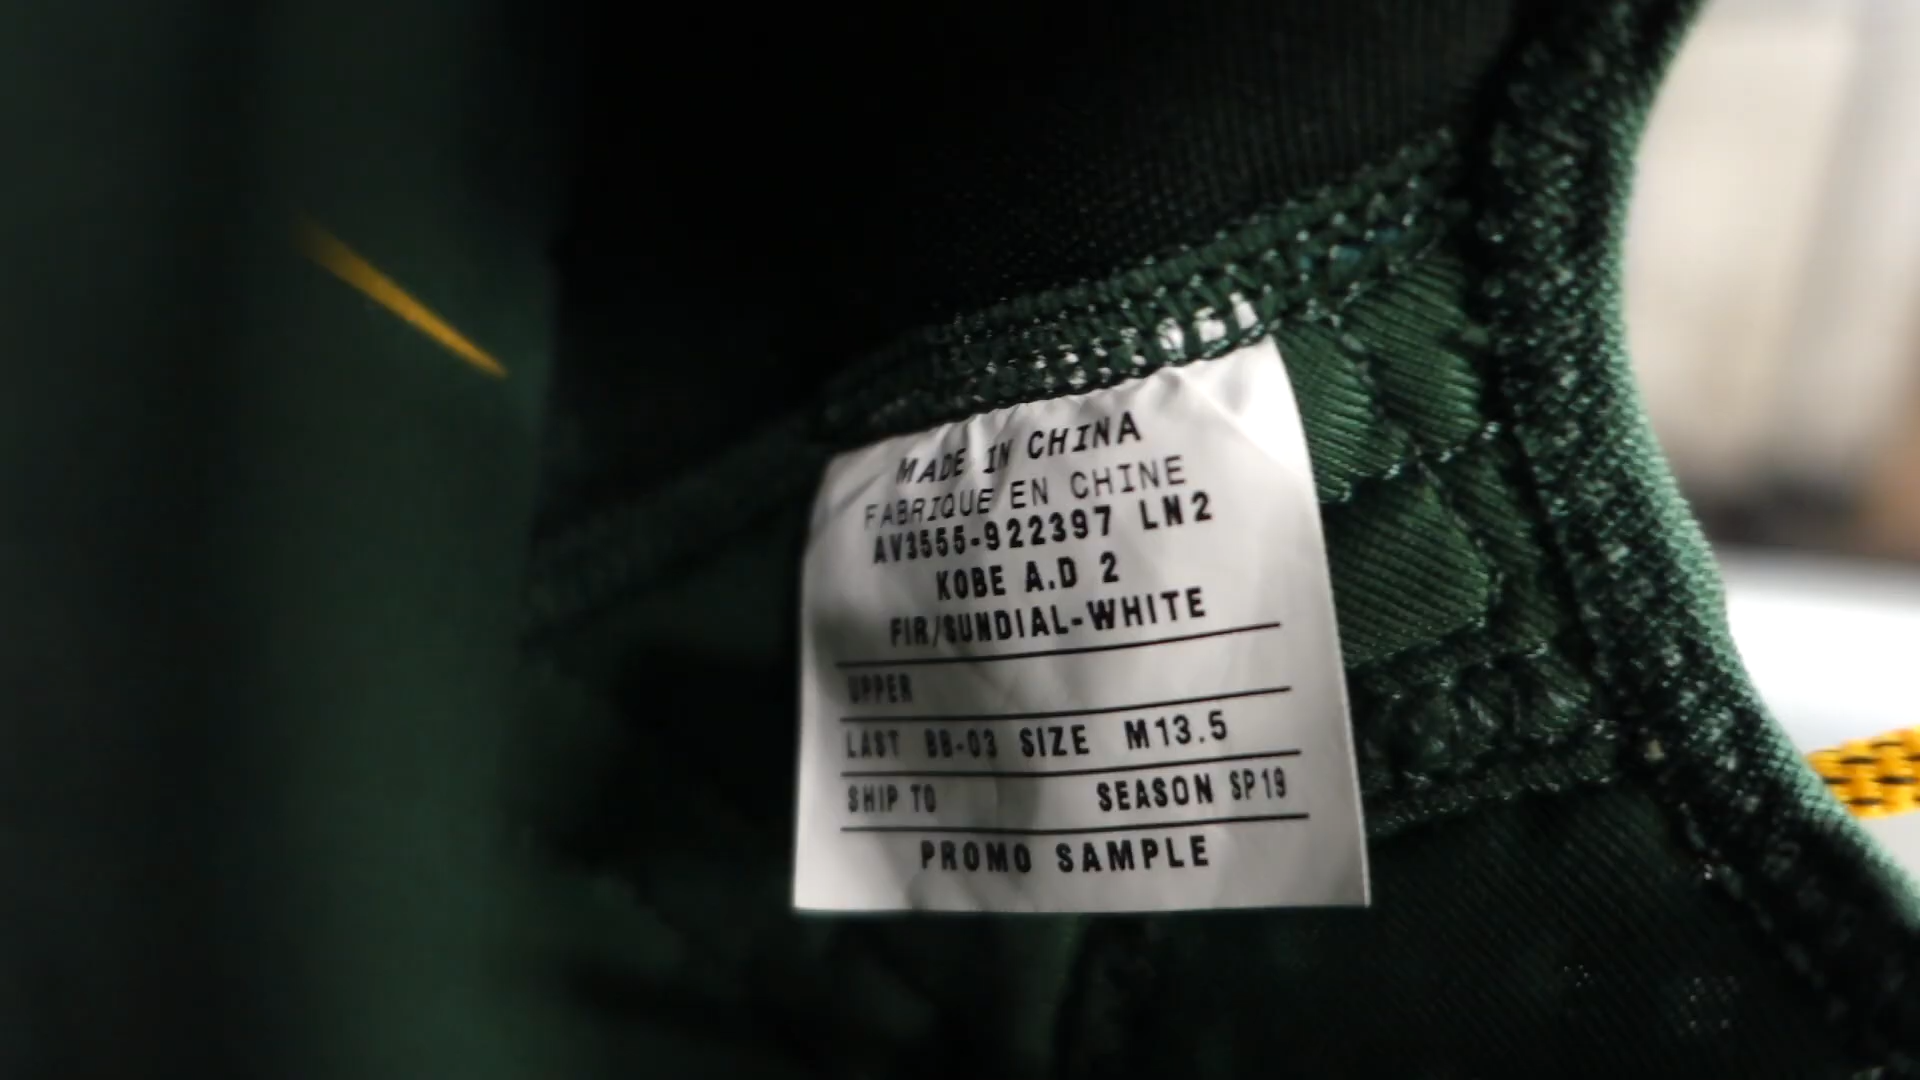 MADE IN CHINA
FABRIQUE EN CHINE
AV3555-922397 LN2
KOBE A.D 2
FIR/SUNDIAL-WHITE
UPPER
LAST BB-03 SIZE M13.5
SHIP TO SEASON SP19
PROMO SAMPLE